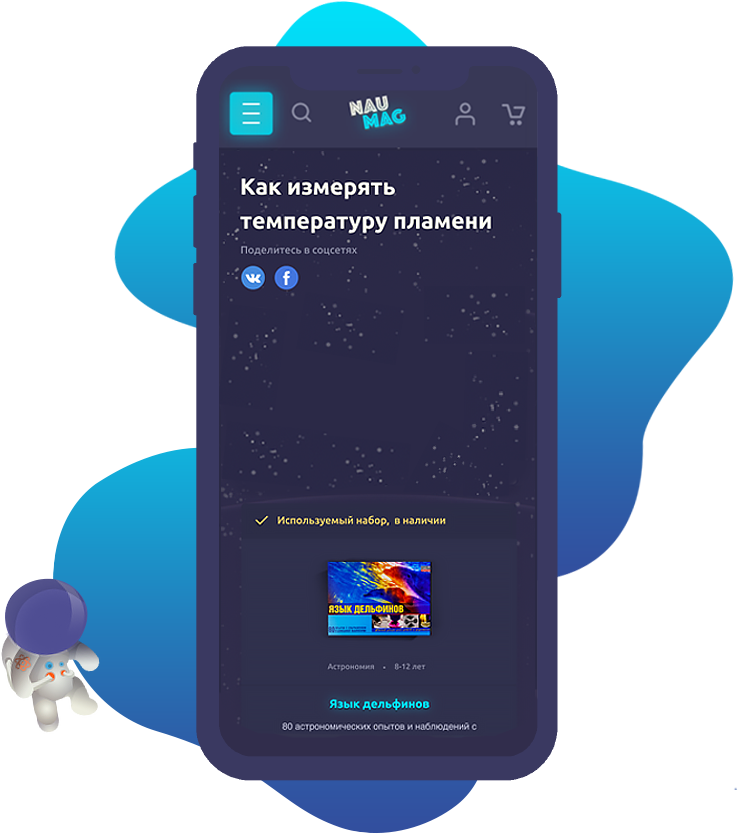 NAU
MAG
Как измерять
температуру пламени
Поделитесь в соцсетях
Используемый набор, в наличии
ЯЗЫК ДЕЛЬФИНОВ
80
Астрономия • 8-12 лет
Язык дельфинов
80 астрономических опытов и наблюдений с